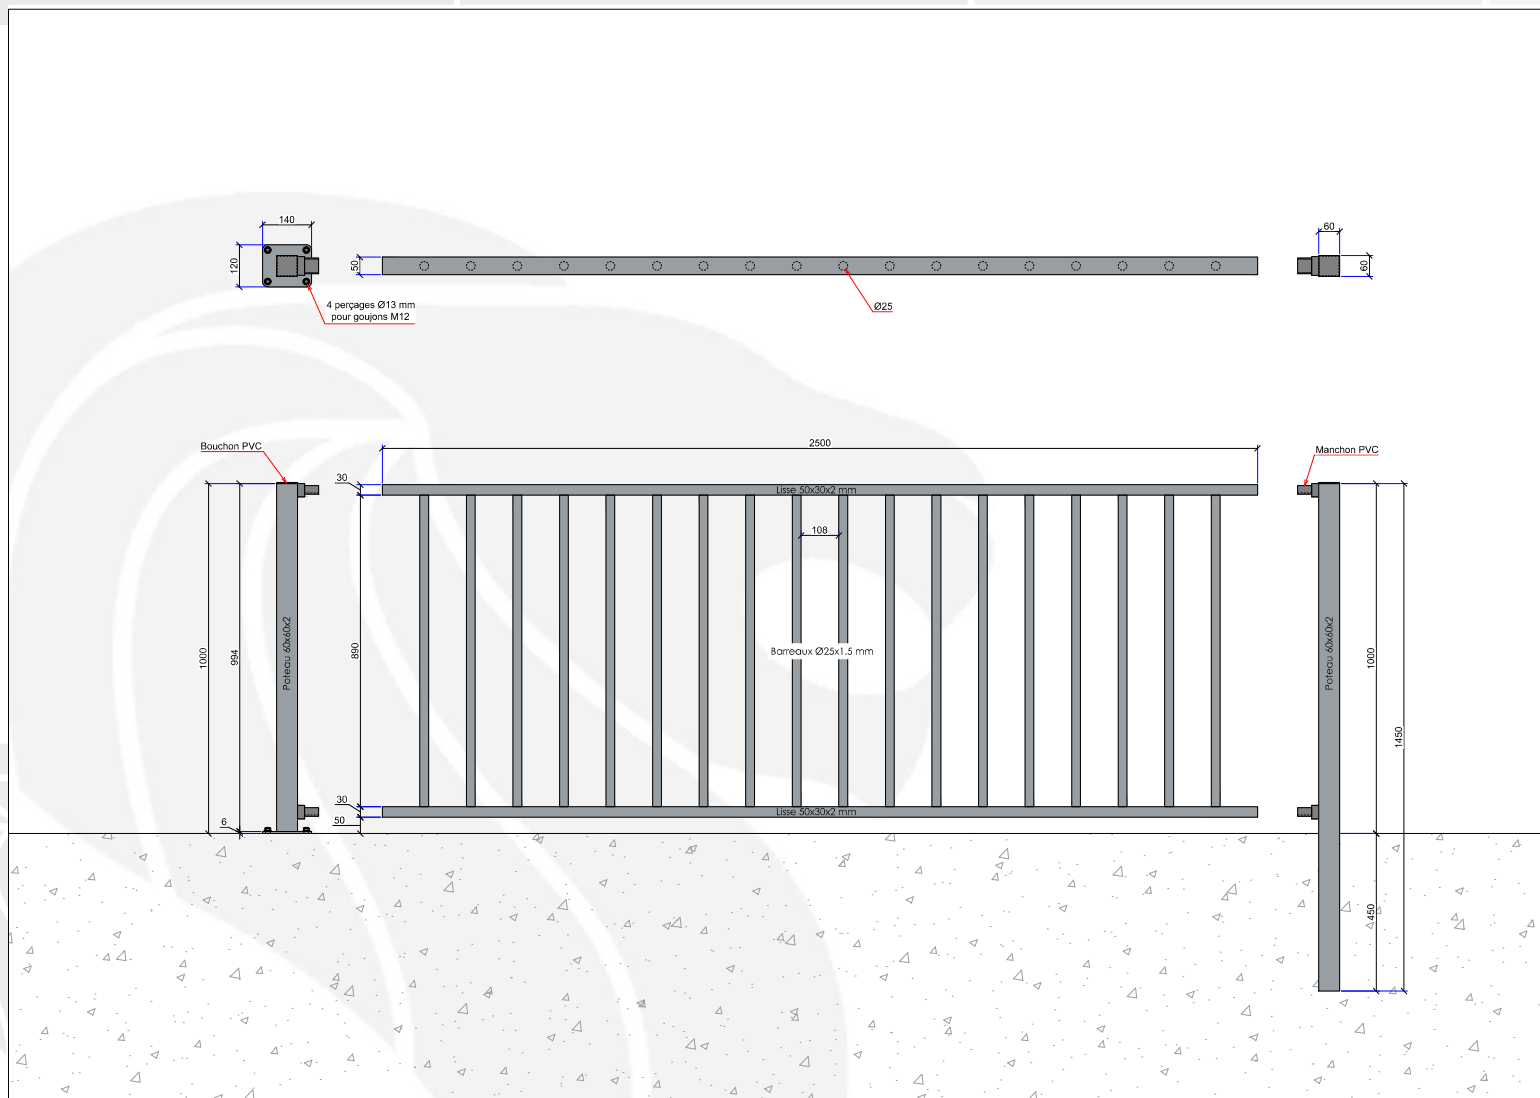 140
120
4 perçages Ø13 mm
pour goujons M12
50
Ø25
60
60
Bouchon PVC
2500
Manchon PVC
30
Lisse 50x30x2 mm
108
1000
994
Poteau 60x60x2
890
Barreaux Ø25x1.5 mm
Poteau 60x60x2
1000
1450
30
Lisse 50x30x2 mm
6
50
450